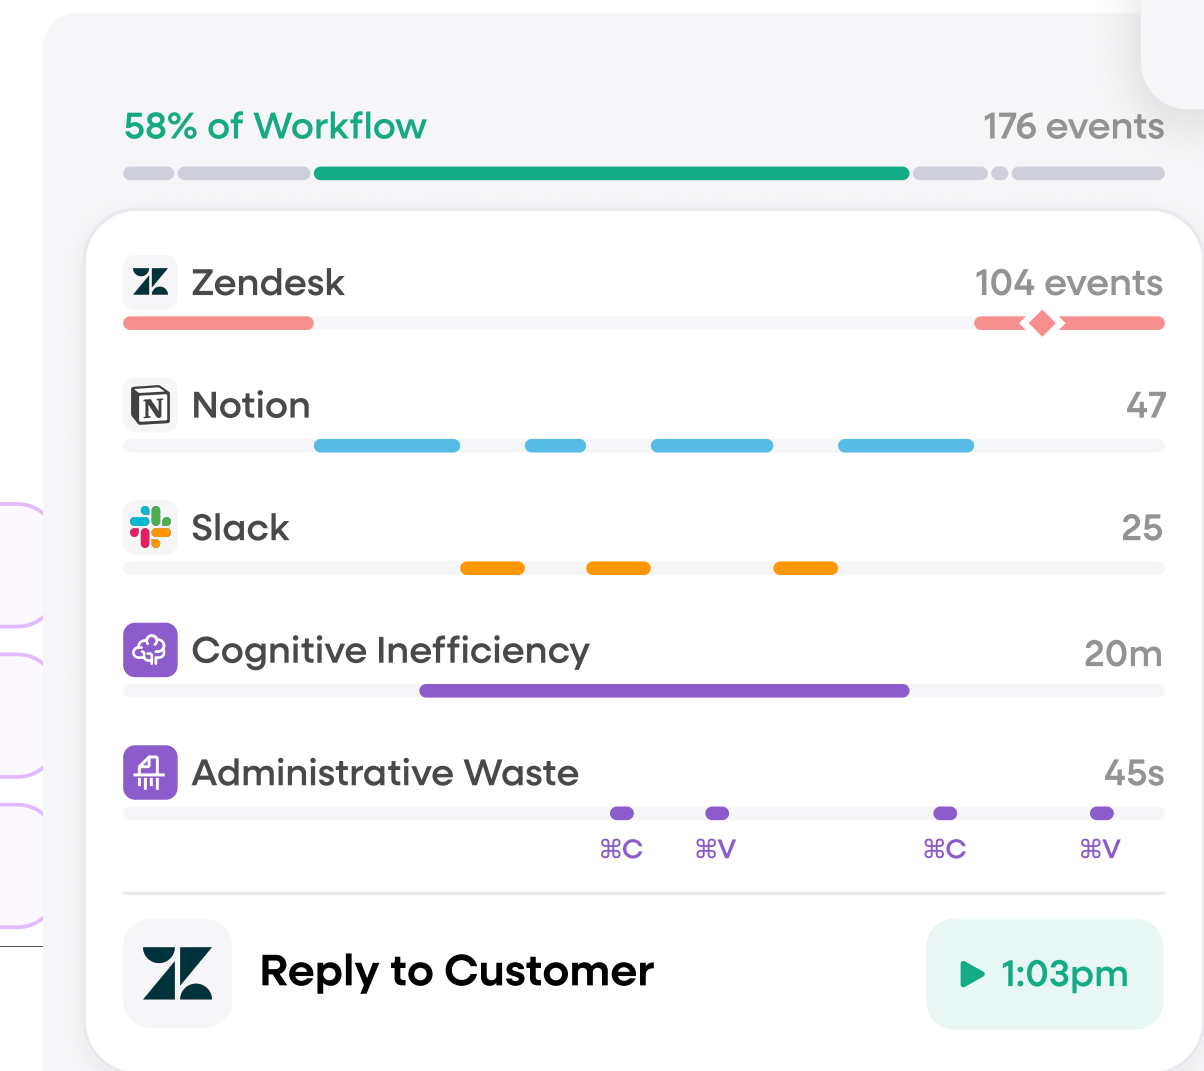 58% of Workflow
176 events
Zendesk
104 events
Notion
47
Slack
25
Cognitive Inefficiency
20m
Administrative Waste
45s
⌘C ⌘V ⌘C ⌘V
Reply to Customer
1:03pm